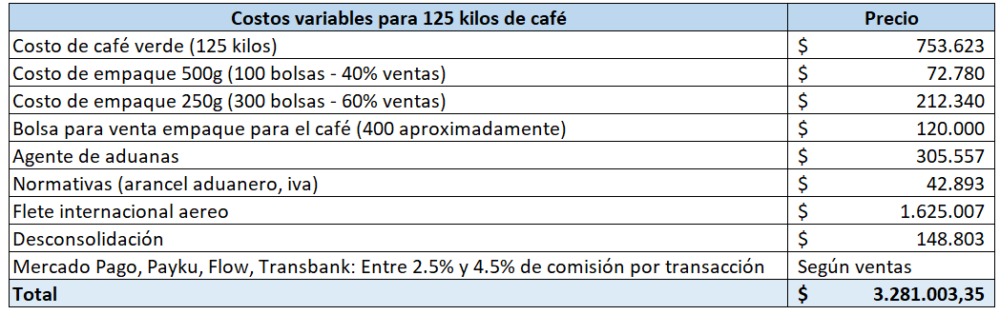 Costos variables para 125 kilos de café Precio
Costo de café verde (125 kilos) $ 753.623
Costo de empaque 500g (100 bolsas - 40% ventas) $ 72.780
Costo de empaque 250g (300 bolsas - 60% ventas) $ 212.340
Bolsa para venta empaque para el café (400 aproximadamente) $ 120.000
Agente de aduanas $ 305.557
Normativas (arancel aduanero, iva) $ 42.893
Flete internacional aereo $ 1.625.007
Desconsolidación $ 148.803
Mercado Pago, Payku, Flow, Transbank: Entre 2.5% y 4.5% de comisión por transacción Según ventas
Total $ 3.281.003,35